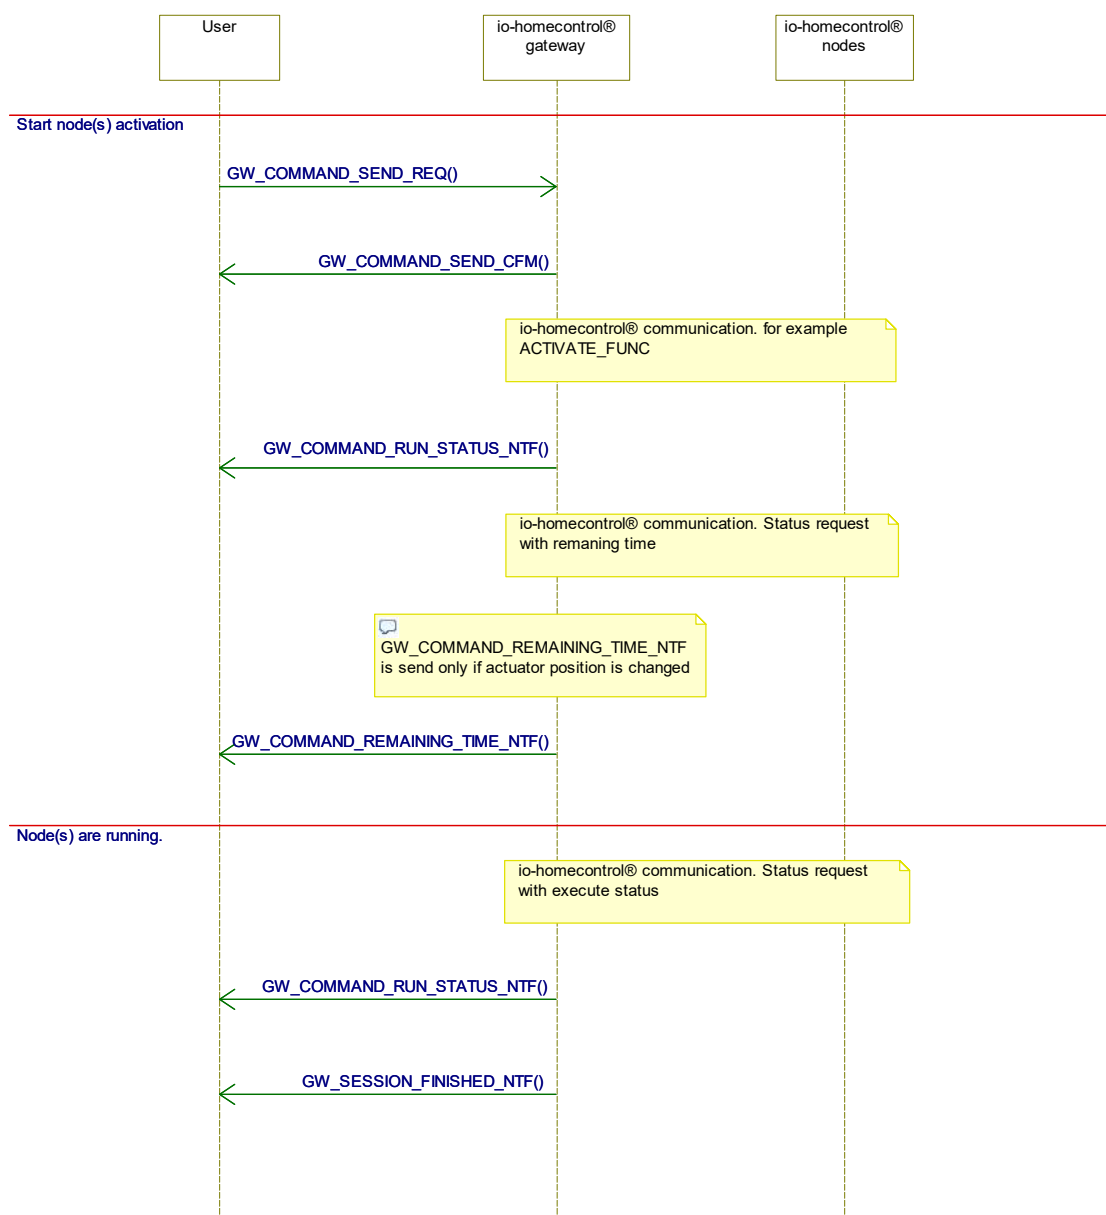 User
io-homecontrol®
gateway
io-homecontrol®
nodes
Start node(s) activation
GW_COMMAND_SEND_REQ()
GW_COMMAND_SEND_CFM()
io-homecontrol® communication. for example
ACTIVATE_FUNC
GW_COMMAND_RUN_STATUS_NTF()
io-homecontrol® communication. Status request
with remaning time
GW_COMMAND_REMAINING_TIME_NTF
is send only if actuator position is changed
GW_COMMAND_REMAINING_TIME_NTF()
Node(s) are running.
io-homecontrol® communication. Status request
with execute status
GW_COMMAND_RUN_STATUS_NTF()
GW_SESSION_FINISHED_NTF()